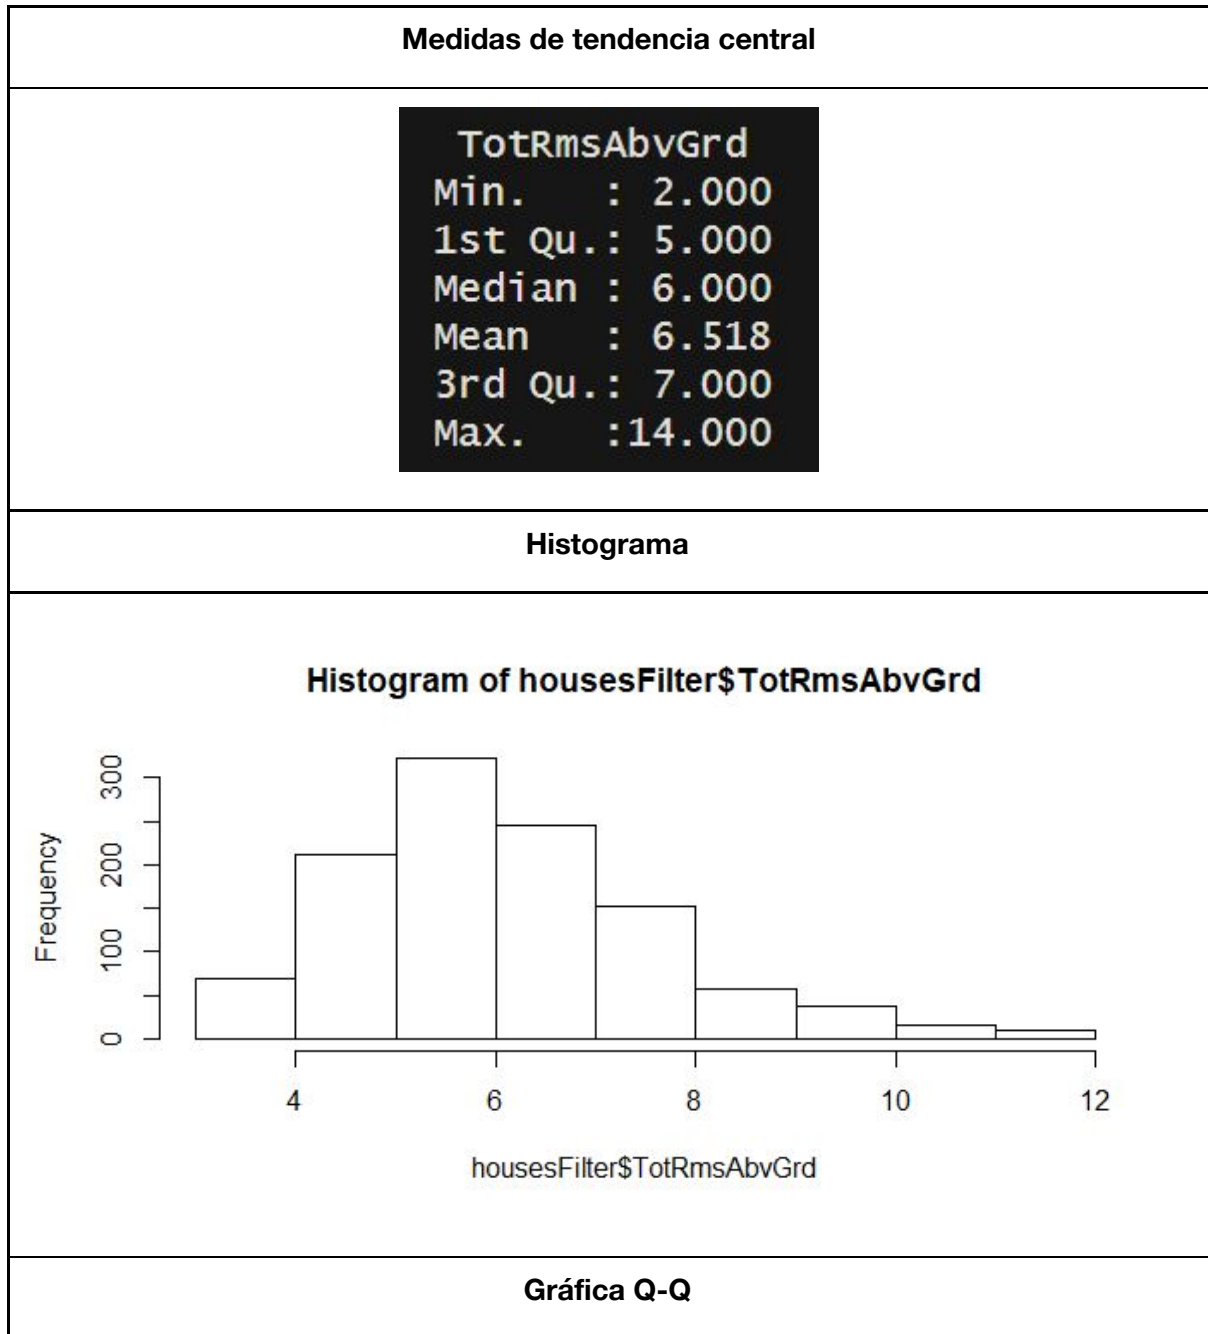 Medidas de tendencia central
TotRmsAbvGrd
Min.   : 2.000
1st Qu.: 5.000
Median : 6.000
Mean   : 6.518
3rd Qu.: 7.000
Max.   :14.000
Histograma
Histogram of housesFilter$TotRmsAbvGrd
Frequency
300
200
100
0
4 6 8 10 12
housesFilter$TotRmsAbvGrd
Gráfica Q-Q